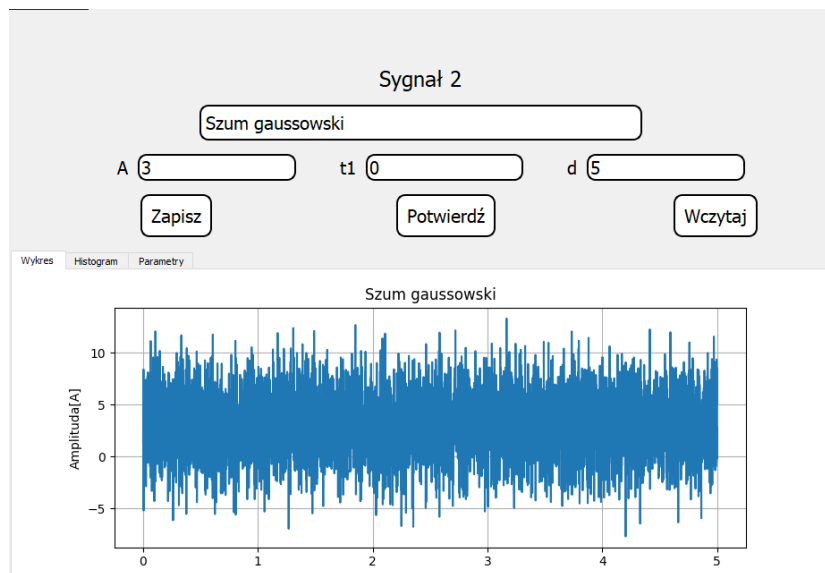 Sygnał 2
Szum gaussowski
A 3 t1 0 d 5
Zapisz Potwierdź Wczytaj
Wykres Histogram Parametry
Szum gaussowski
Amplituda[A]
10
5
0
−5
0 1 2 3 4 5